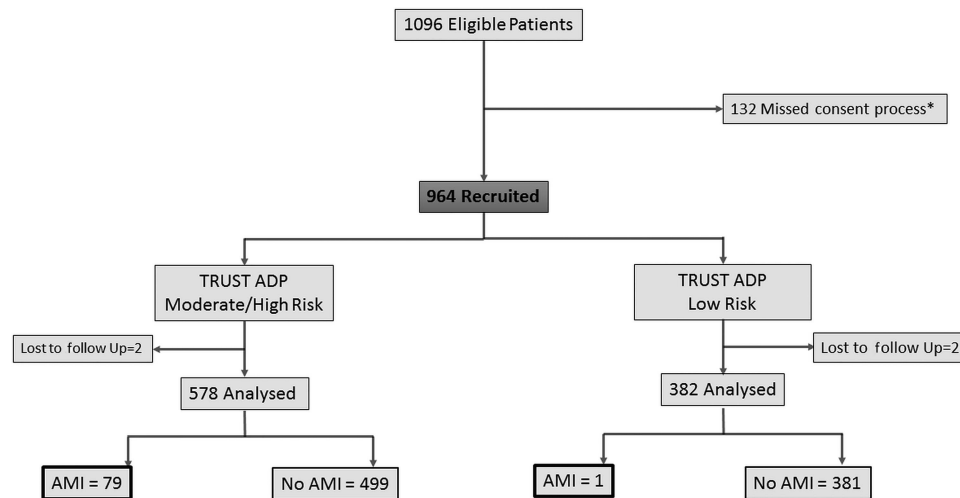 1096 Eligible Patients
132 Missed consent process*
964 Recruited
TRUST ADP
Moderate/High Risk
TRUST ADP
Low Risk
Lost to follow Up=2
Lost to follow Up=2
578 Analysed
382 Analysed
AMI = 79
No AMI = 499
AMI = 1
No AMI = 381